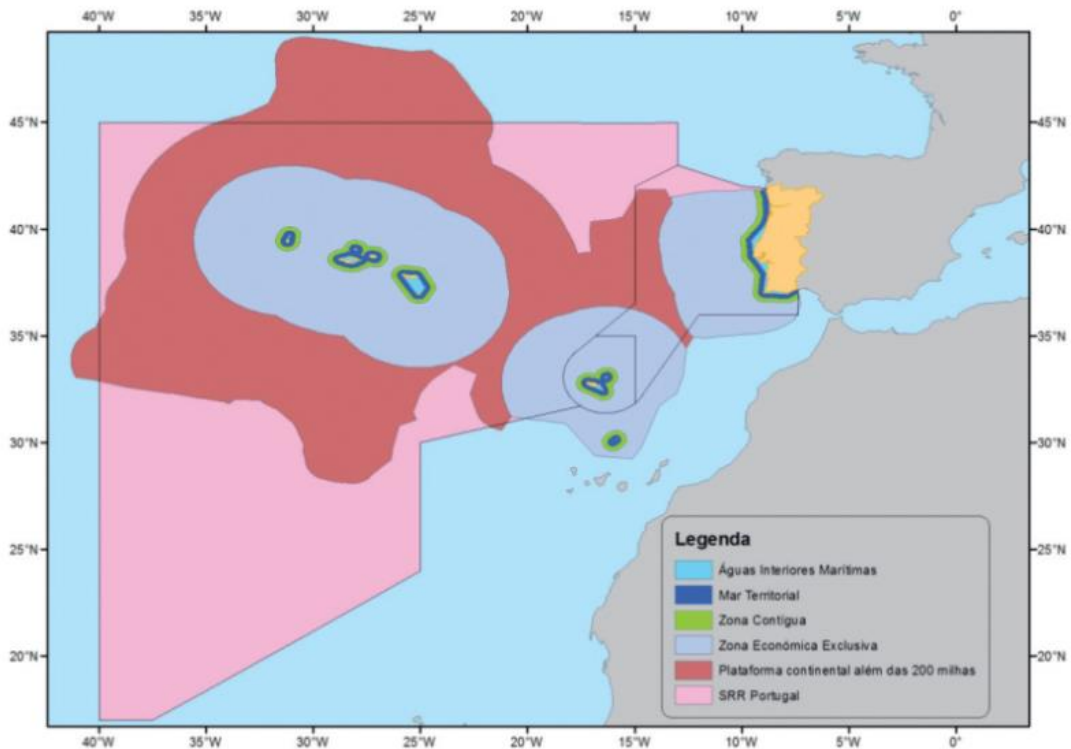 40°W 35°W 30°W 25°W 20°W 15°W 10°W 5°W 0°
45°N 45°N
40°N 40°N
35°N 35°N
30°N 30°N
25°N 25°N
20°N 20°N
Legenda
Águas Interiores Marítimas
Mar Territorial
Zona Contígua
Zona Económica Exclusiva
Plataforma continental além das 200 milhas
SRR Portugal
40°W 35°W 30°W 25°W 20°W 15°W 10°W 5°W 0°